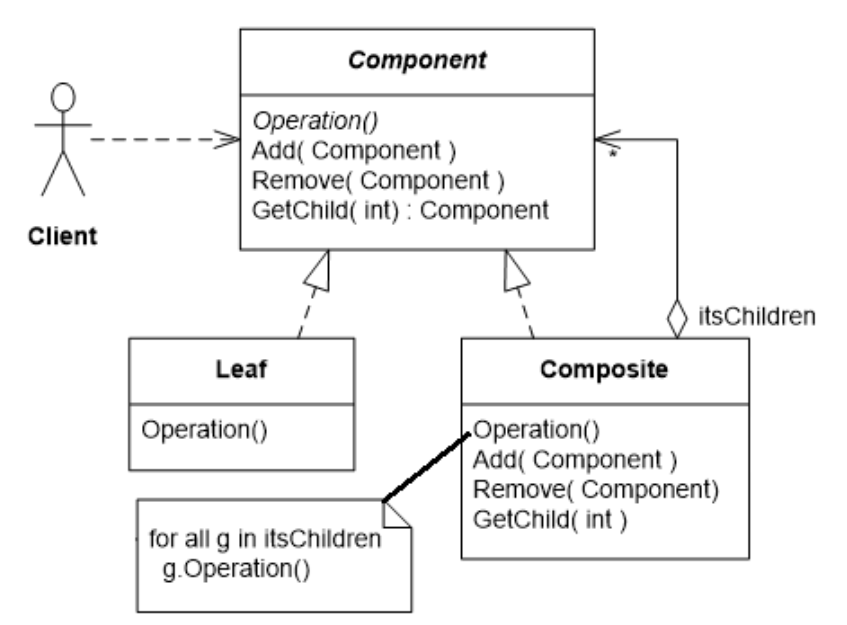 Component
Operation()
Add( Component )
Remove( Component )
GetChild( int) : Component
Client
*
itsChildren
Leaf
Operation()
Composite
Operation()
Add( Component )
Remove( Component)
GetChild( int )
for all g in itsChildren
g.Operation()